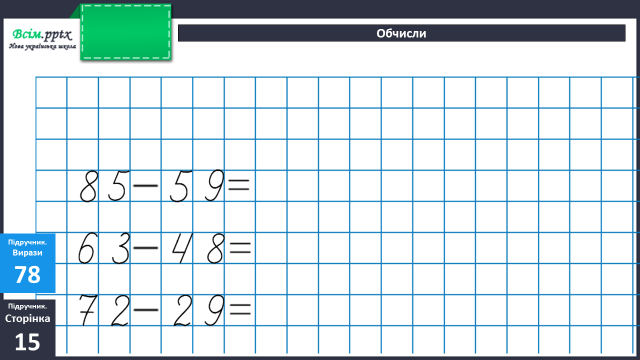 Всім.pptx
Нова українська школа
Обчисли
85-59=
63-48=
72-29=
Підручник.
Вирази
78
Підручник.
Сторінка
15